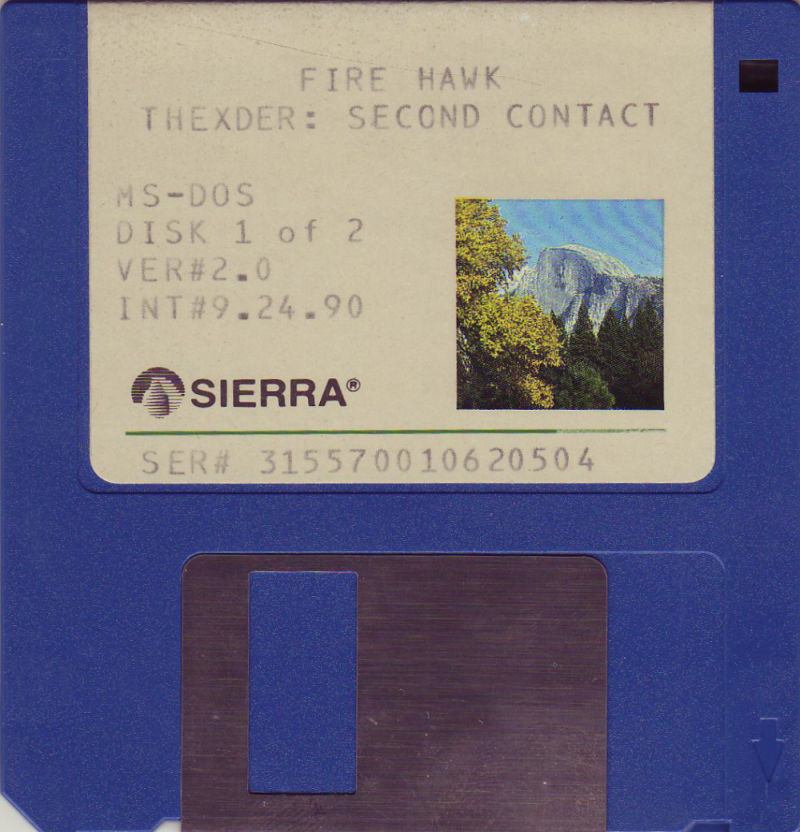 FIRE HAWK
THEXDER: SECOND CONTACT
MS-DOS
DISK 1 of 2
VER#2.0
INT#9.24.90
SIERRA®
SER# 315570010620504